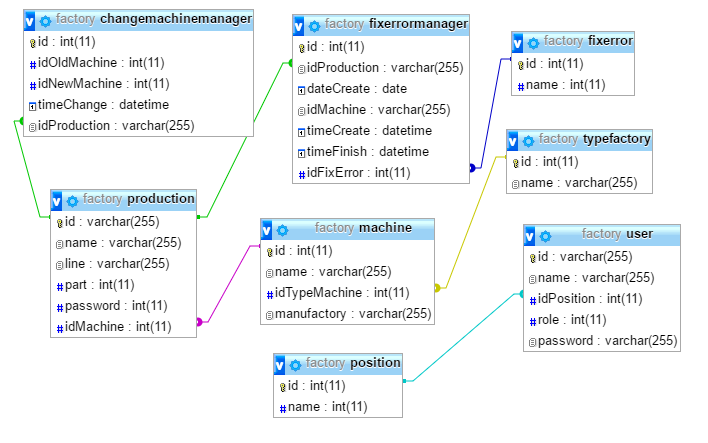 factory changemachinemanager
id : int(11)
idOldMachine : int(11)
idNewMachine : int(11)
timeChange : datetime
idProduction : varchar(255)
factory fixerrormanager
id : int(11)
idProduction : varchar(255)
dateCreate : date
idMachine : varchar(255)
timeCreate : datetime
timeFinish : datetime
idFixError : int(11)
factory fixerror
id : int(11)
name : int(11)
factory typefactory
id : int(11)
name : varchar(255)
factory production
id : varchar(255)
name : varchar(255)
line : varchar(255)
part : int(11)
password : int(11)
idMachine : int(11)
factory machine
id : int(11)
name : varchar(255)
idTypeMachine : int(11)
manufactory : varchar(255)
factory user
id : varchar(255)
name : varchar(255)
idPosition : int(11)
role : int(11)
password : varchar(255)
factory position
id : int(11)
name : int(11)